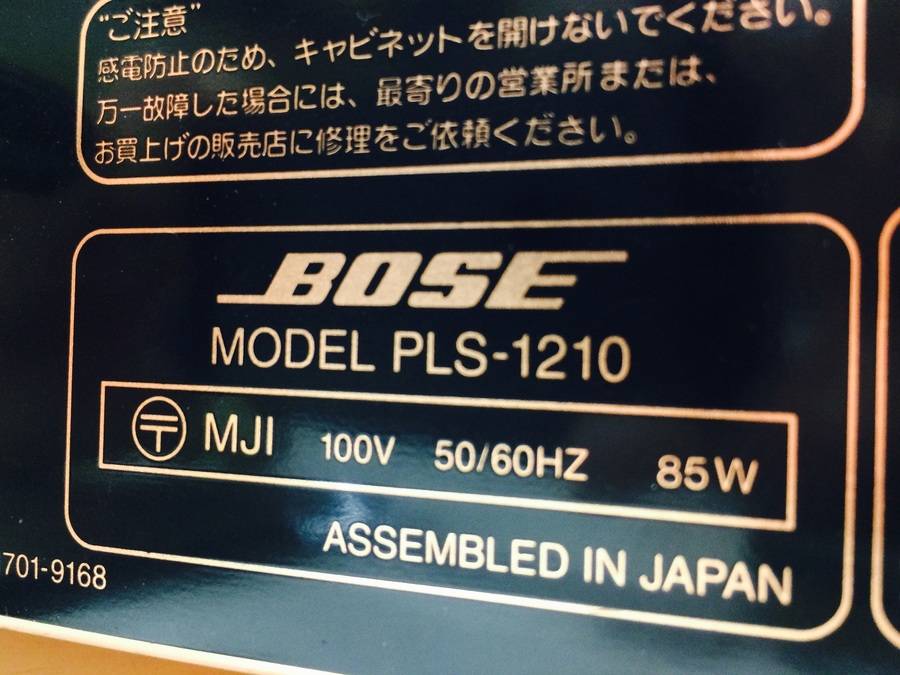 "ご注意"
感電防止のため、キャビネットを開けないでください。
万一故障した場合には、最寄りの営業所または、
お買上げの販売店に修理をご依頼ください。
BOSE
MODEL PLS-1210
〶 MJI 100V 50/60HZ 85W
ASSEMBLED IN JAPAN
701-9168